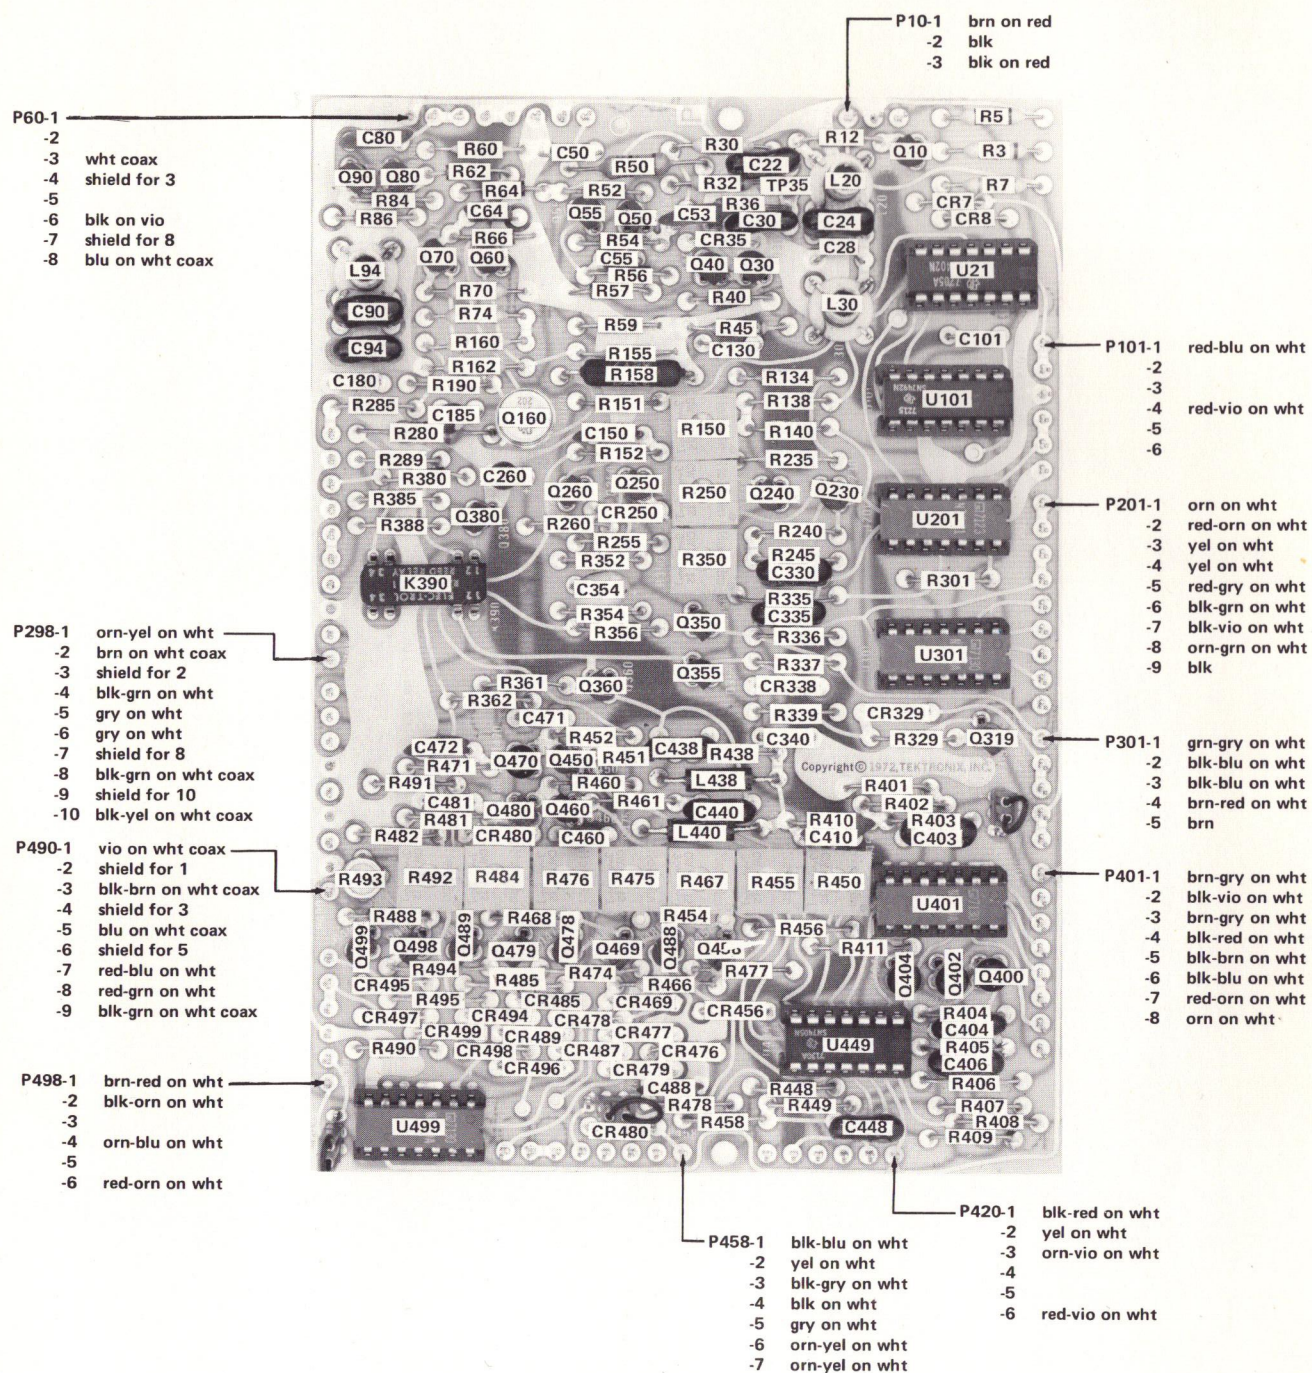 P10-1 brn on red
-2 blk
-3 blk on red
P60-1
-2
-3 wht coax
-4 shield for 3
-5
-6 blk on vio
-7 shield for 8
-8 blu on wht coax
C80 R60 C50 R30 R12 R5
R50 C22 Q10 R3
Q90 Q80 R62 R32 TP35 L20 R7
R84 R64 R52
R86 C64 Q55 Q50 C53 R36 C30 C24 CR7 CR8
R66 R54 CR35 C28
L94 Q70 Q60 C55 R56 Q40 Q30 U21
R70 R57 R40 L30
C90 R74 R59 R45
C94 R160 R155 C130 C101
C180 R190 R162 R158 R134 U101
R285 C185 Q160 R151 R150 R138
R280 C150 R140
R289 R152 R235
R380 C260 Q260 Q250 R250 Q240 Q230
R385 CR250 U201
R388 Q380 R260 R255 R350 R240
R352 R245
K390 C354 C330 R301
R354 R335
R356 Q350 C335 R336 U301
R361 Q360 Q355 R337
R362 CR338
C471 R339 CR329
C472 R452 C438 R438 C340 R329 Q319
R471 Q470 Q450 R451
Copyright © 1972, TEKTRONIX, INC.
R491 R460 L438 R401
C481 Q480 Q460 R461 C440 R402
R481 R410 R403
R482 CR480 C460 L440 C410 C403
R493 R492 R484 R476 R475 R467 R455 R450 U401
R488 R468 R454 R456
Q499 Q498 Q489 Q479 Q478 Q469 Q488 R411
R494 R485 R474 R466 R477 Q404 Q402 Q400
CR495 R495 CR485 CR469
CR497 CR494 CR478 CR456 R404
CR499 CR489 CR477 U449 C404
R490 CR498 CR487 CR476 R405
CR496 CR479 C406
C488 R448 R406
U499 R478 R449 R407
CR480 R458 C448 R408
R409
P101-1 red-blu on wht
-2
-3
-4 red-vio on wht
-5
-6
P201-1 orn on wht
-2 red-orn on wht
-3 yel on wht
-4 yel on wht
-5 red-gry on wht
-6 blk-grn on wht
-7 blk-vio on wht
-8 orn-grn on wht
-9 blk
P298-1 orn-yel on wht
-2 brn on wht coax
-3 shield for 2
-4 blk-grn on wht
-5 gry on wht
-6 gry on wht
-7 shield for 8
-8 blk-grn on wht coax
-9 shield for 10
-10 blk-yel on wht coax
P301-1 grn-gry on wht
-2 blk-blu on wht
-3 blk-blu on wht
-4 brn-red on wht
-5 brn
P490-1 vio on wht coax
-2 shield for 1
-3 blk-brn on wht coax
-4 shield for 3
-5 blu on wht coax
-6 shield for 5
-7 red-blu on wht
-8 red-grn on wht
-9 blk-grn on wht coax
P401-1 brn-gry on wht
-2 blk-vio on wht
-3 brn-gry on wht
-4 blk-red on wht
-5 blk-brn on wht
-6 blk-blu on wht
-7 red-orn on wht
-8 orn on wht
P498-1 brn-red on wht
-2 blk-orn on wht
-3
-4 orn-blu on wht
-5
-6 red-orn on wht
P458-1 blk-blu on wht
-2 yel on wht
-3 blk-gry on wht
-4 blk on wht
-5 gry on wht
-6 orn-yel on wht
-7 orn-yel on wht
P420-1 blk-red on wht
-2 yel on wht
-3 orn-vio on wht
-4
-5
-6 red-vio on wht